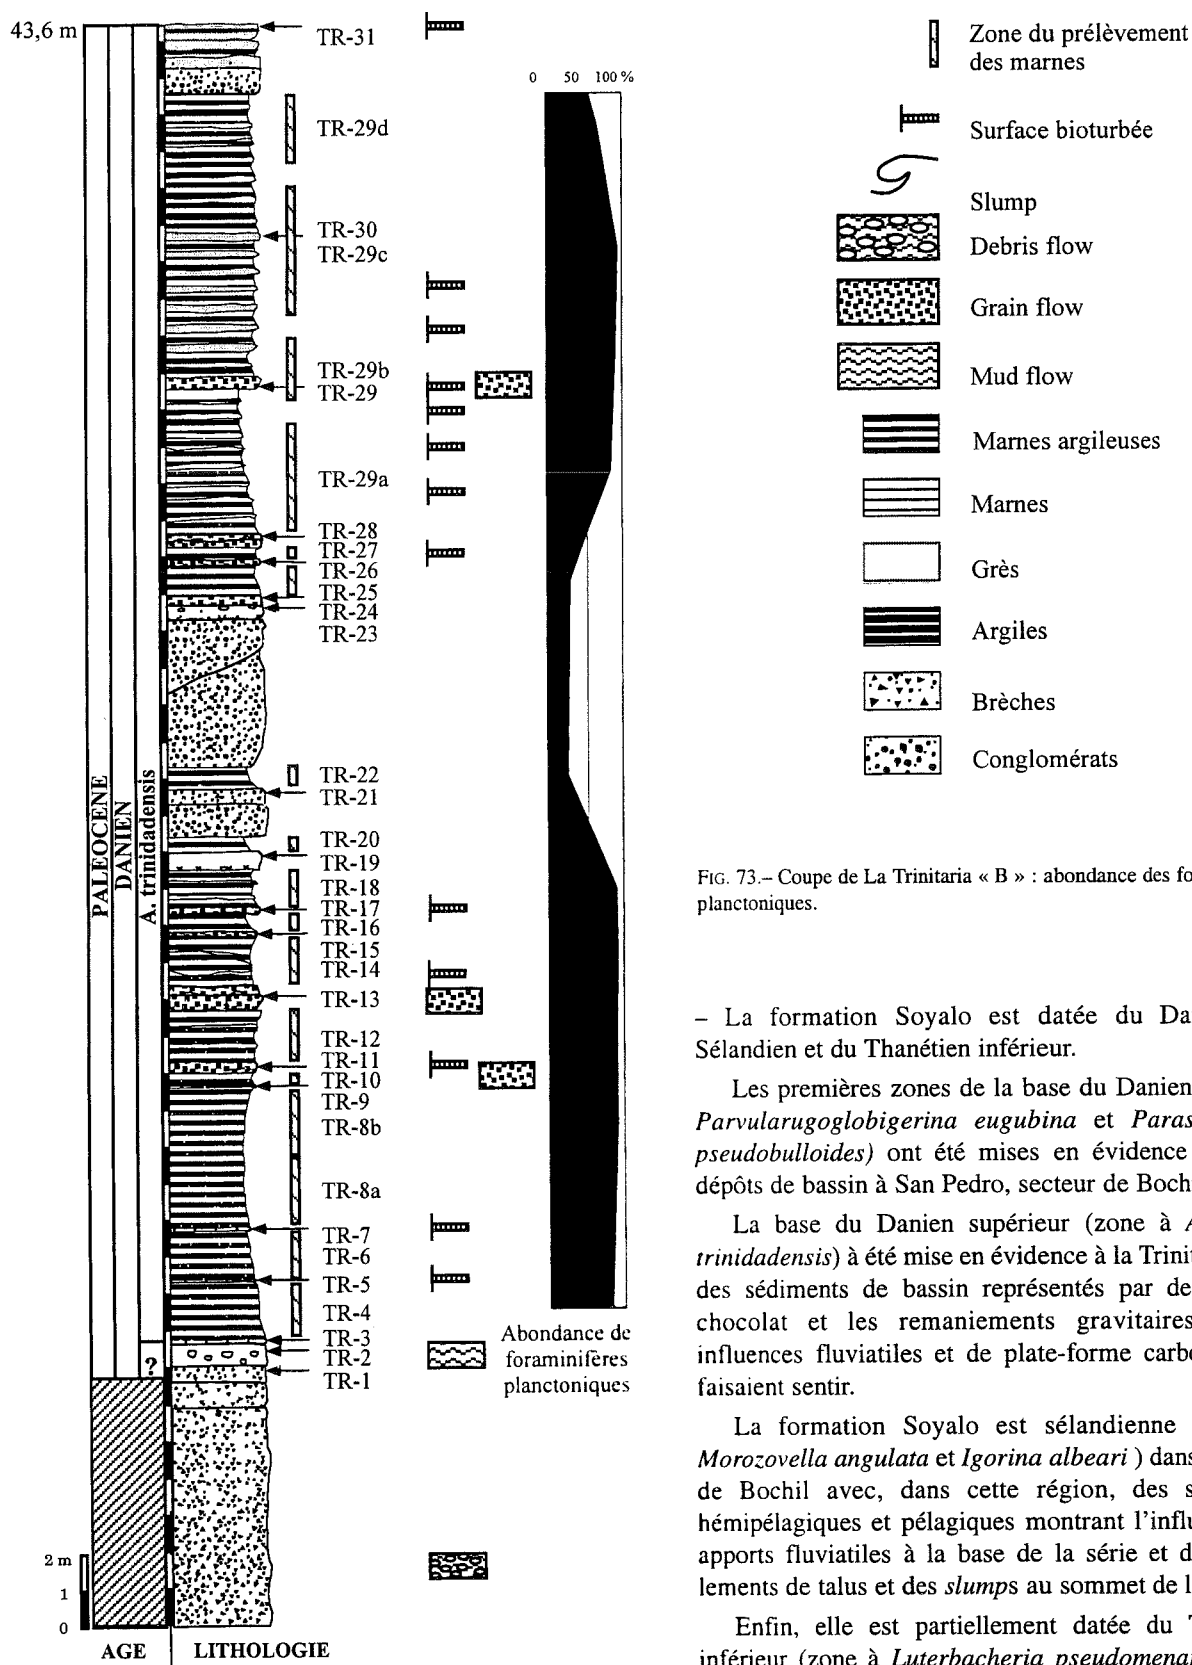 43,6 m
TR-31
0 50 100 %
TR-29d
TR-30
TR-29c
TR-29b
TR-29
TR-29a
TR-28
TR-27
TR-26
TR-25
TR-24
TR-23
TR-22
TR-21
TR-20
TR-19
TR-18
TR-17
TR-16
TR-15
TR-14
TR-13
TR-12
TR-11
TR-10
TR-9
TR-8b
TR-8a
TR-7
TR-6
TR-5
TR-4
TR-3
TR-2
TR-1
PALEOCENE
DANIEN
A. trinidadensis
?
Abondance de
foraminifères
planctoniques
2 m
1
0
AGE
LITHOLOGIE
Zone du prélèvement
des marnes
Surface bioturbée
Slump
Debris flow
Grain flow
Mud flow
Marnes argileuses
Marnes
Grès
Argiles
Brèches
Conglomérats
FIG. 73.– Coupe de La Trinitaria « B » : abondance des fo
planctoniques.
– La formation Soyalo est datée du Da
Sélandien et du Thanétien inférieur.
Les premières zones de la base du Danien
Parvularugoglobigerina eugubina et Paras
pseudobulloides) ont été mises en évidence
dépôts de bassin à San Pedro, secteur de Boch
La base du Danien supérieur (zone à A
trinidadensis) à été mise en évidence à la Trinit
des sédiments de bassin représentés par de
chocolat et les remaniements gravitaires
influences fluviatiles et de plate-forme carbo
faisaient sentir.
La formation Soyalo est sélandienne
Morozovella angulata et Igorina albeari ) dans
de Bochil avec, dans cette région, des s
hémipélagiques et pélagiques montrant l'influ
apports fluviatiles à la base de la série et d
lements de talus et des slumps au sommet de l
Enfin, elle est partiellement datée du T
inférieur (zone à Luterbacheria pseudomena